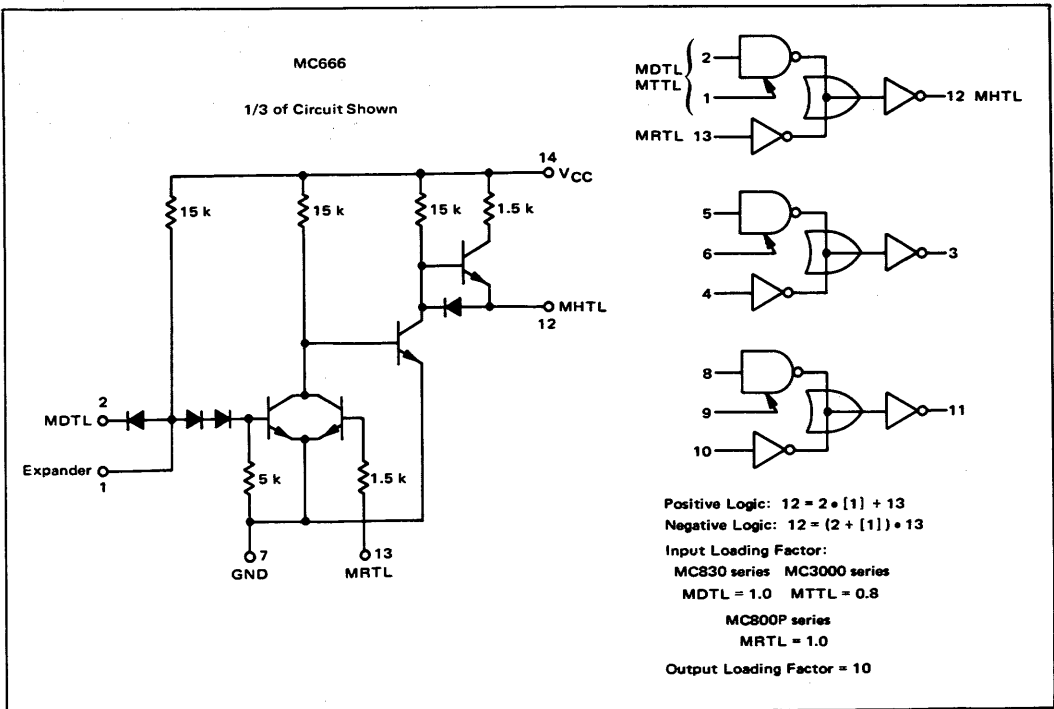 MC666
1/3 of Circuit Shown
14
VCC
15 k
15 k
15 k
1.5 k
MHTL
12
2
MDTL
Expander
1
5 k
1.5 k
7
GND
13
MRTL
MDTL
MTTL
2
1
MRTL 13
12 MHTL
5
6
4
3
8
9
10
11
Positive Logic: 12 = 2 • [1] + 13
Negative Logic: 12 = (2 + [1]) • 13
Input Loading Factor:
MC830 series MC3000 series
MDTL = 1.0 MTTL = 0.8
MC800P series
MRTL = 1.0
Output Loading Factor = 10